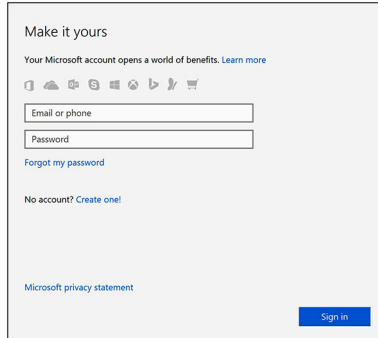 Make it yours
Your Microsoft account opens a world of benefits. Learn more
Email or phone
Password
Forgot my password
No account? Create one!
Microsoft privacy statement
Sign in